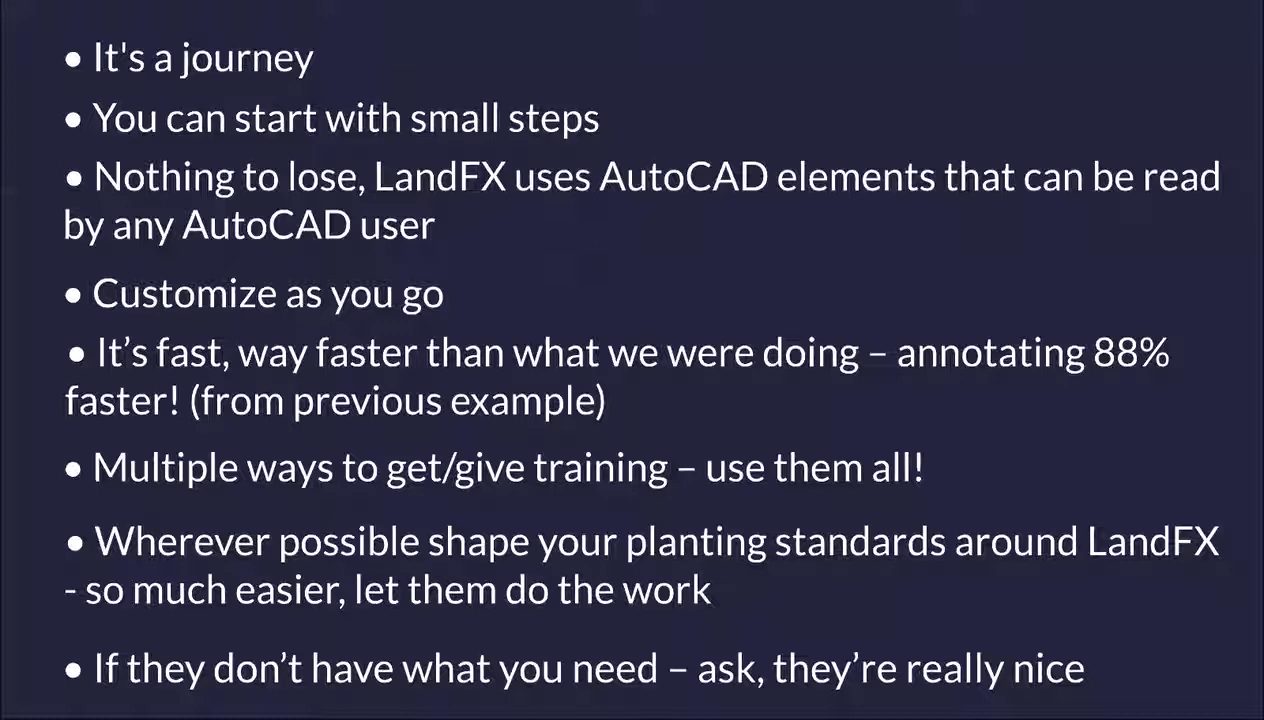 • It's a journey
• You can start with small steps
• Nothing to lose, LandFX uses AutoCAD elements that can be read
by any AutoCAD user
• Customize as you go
• It’s fast, way faster than what we were doing – annotating 88%
faster! (from previous example)
• Multiple ways to get/give training – use them all!
• Wherever possible shape your planting standards around LandFX
- so much easier, let them do the work
• If they don’t have what you need – ask, they’re really nice